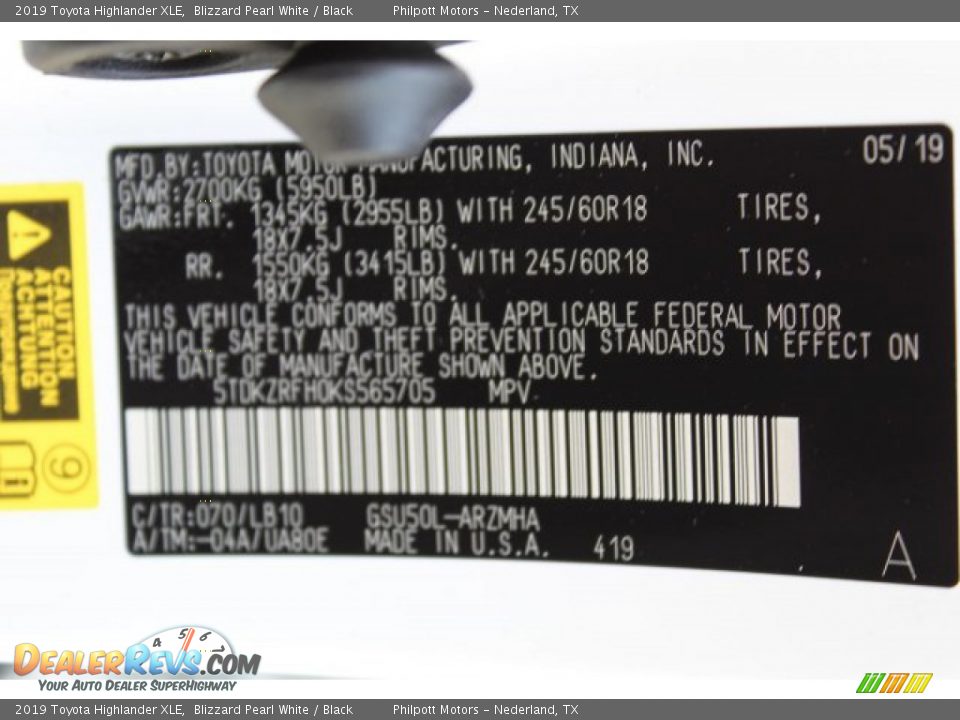 2019 Toyota Highlander XLE, Blizzard Pearl White / Black Philpott Motors – Nederland, TX
MFD.BY:TOYOTA MOTOR MANUFACTURING, INDIANA, INC. 05/19
GVWR:2700KG (5950LB)
GAWR:FRT. 1345KG (2955LB) WITH 245/60R18 TIRES,
18X7.5J RIMS.
RR. 1550KG (3415LB) WITH 245/60R18 TIRES,
18X7.5J RIMS.
THIS VEHICLE CONFORMS TO ALL APPLICABLE FEDERAL MOTOR
VEHICLE SAFETY AND THEFT PREVENTION STANDARDS IN EFFECT ON
THE DATE OF MANUFACTURE SHOWN ABOVE.
5TDKZRFH0KS565705 MPV
C/TR:070/LB10 GSU50L-ARZMHA
A/TM:-04A/UA80E MADE IN U.S.A. 419
A
CAUTION
ATTENTION
ACHTUNG
9
4 5 6
DEALERREVS.COM
YOUR AUTO DEALER SUPERHIGHWAY
2019 Toyota Highlander XLE, Blizzard Pearl White / Black Philpott Motors – Nederland, TX